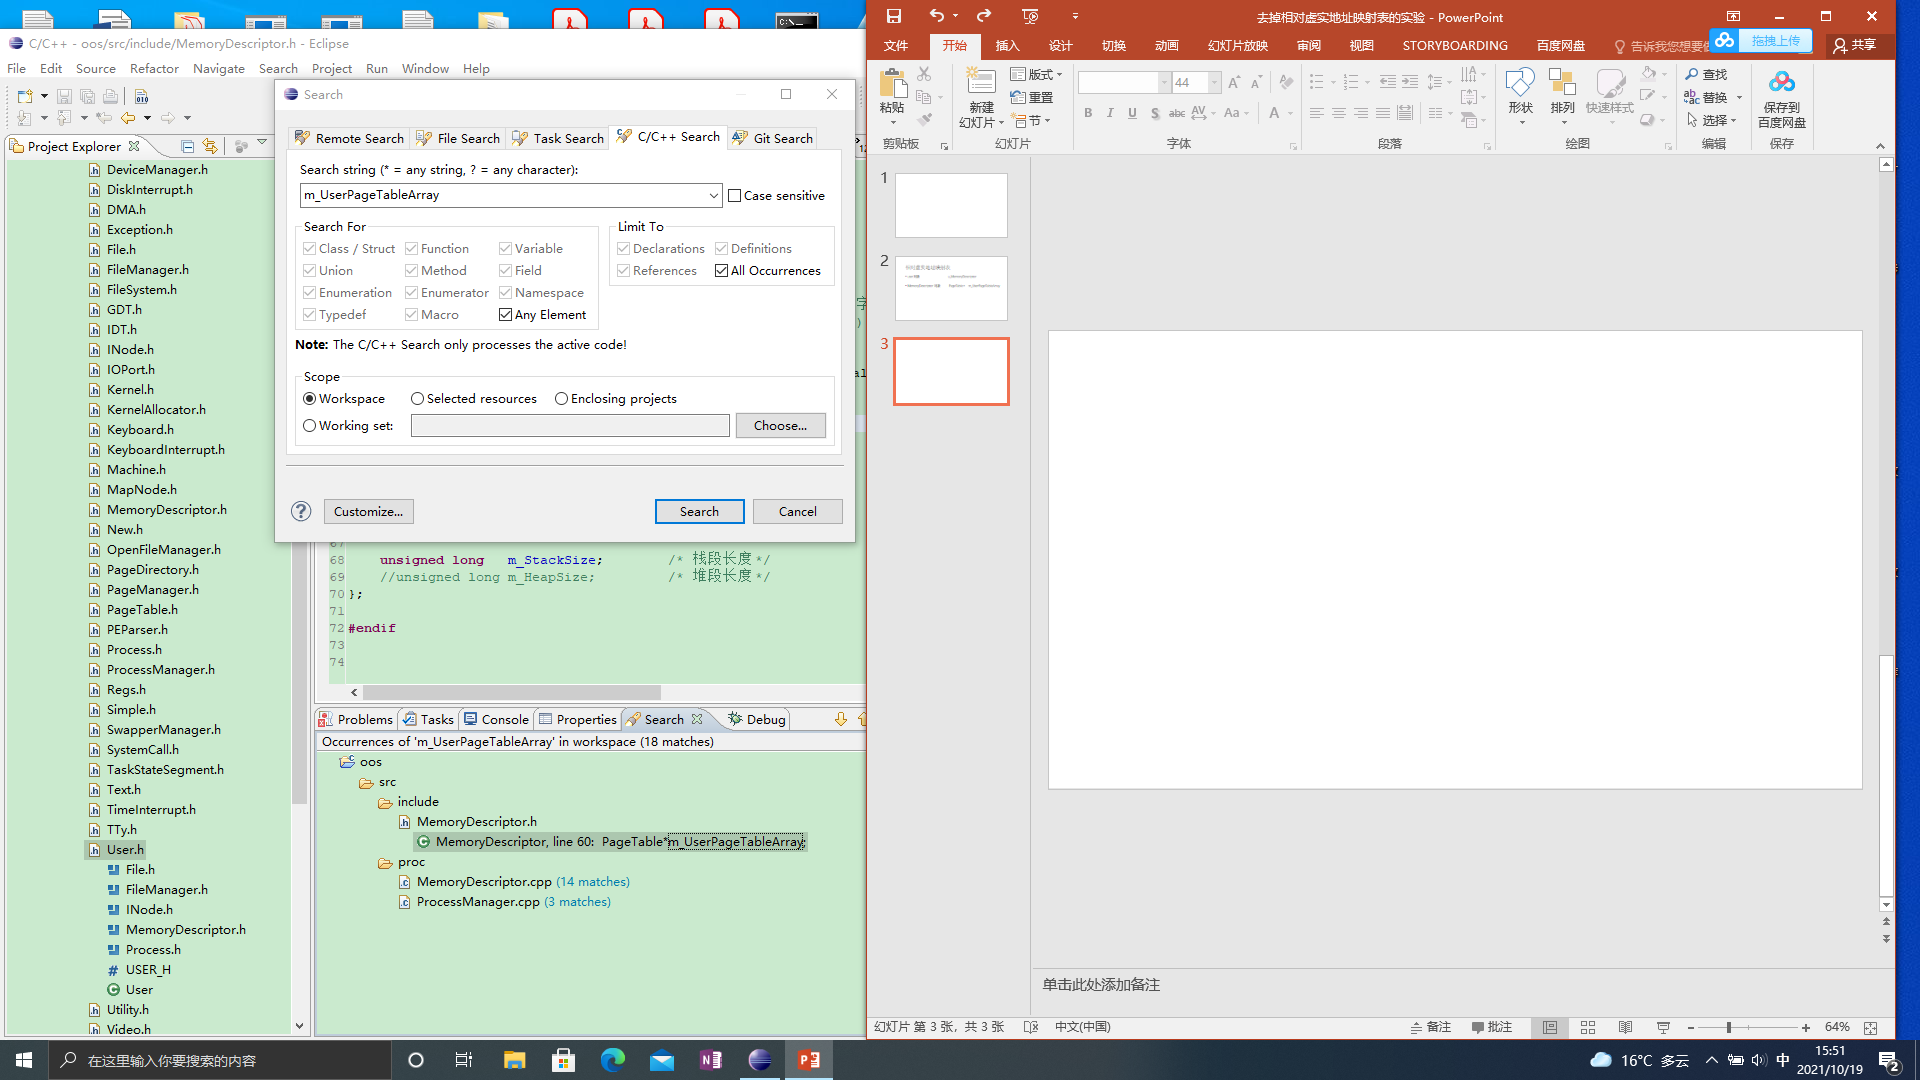 C/C++ - oos/src/include/MemoryDescriptor.h - Eclipse
File Edit Source Refactor Navigate Search Project Run Window Help
Project Explorer
DeviceManager.h
DiskInterrupt.h
DMA.h
Exception.h
File.h
FileManager.h
FileSystem.h
GDT.h
IDT.h
INode.h
IOPort.h
Kernel.h
KernelAllocator.h
Keyboard.h
KeyboardInterrupt.h
Machine.h
MapNode.h
MemoryDescriptor.h
New.h
OpenFileManager.h
PageDirectory.h
PageManager.h
PageTable.h
PEParser.h
Process.h
ProcessManager.h
Regs.h
Simple.h
SwapperManager.h
SystemCall.h
TaskStateSegment.h
Text.h
TimeInterrupt.h
TTy.h
User.h
File.h
FileManager.h
INode.h
MemoryDescriptor.h
Process.h
USER_H
User
Utility.h
Video.h
Search
Remote Search File Search Task Search C/C++ Search Git Search
Search string (* = any string, ? = any character):
m_UserPageTableArray Case sensitive
Search For
Class / Struct Function Variable
Union Method Field
Enumeration Enumerator Namespace
Typedef Macro Any Element
Limit To
Declarations Definitions
References All Occurrences
Note: The C/C++ Search only processes the active code!
Scope
Workspace Selected resources Enclosing projects
Working set: Choose...
Customize... Search Cancel
67
68 unsigned long m_StackSize; /* 栈段长度 */
69 //unsigned long m_HeapSize; /* 堆段长度 */
70 };
71
72 #endif
73
74
Problems Tasks Console Properties Search Debug
Occurrences of 'm_UserPageTableArray' in workspace (18 matches)
oos
src
include
MemoryDescriptor.h
MemoryDescriptor, line 60: PageTable* m_UserPageTableArray;
proc
MemoryDescriptor.cpp (14 matches)
ProcessManager.cpp (3 matches)
去掉相对虚实地址映射表的实验 - PowerPoint
文件 开始 插入 设计 切换 动画 幻灯片放映 审阅 视图 STORYBOARDING 百度网盘 告诉我您想要做 拖拽上传 共享
粘贴 新建 幻灯片 版式 重置 节 44 形状 排列 快速样式 查找 替换 选择 保存到 百度网盘
剪贴板 幻灯片 字体 段落 绘图 编辑 保存
1
2
3
单击此处添加备注
幻灯片 第 3 张, 共 3 张 中文(中国) 备注 批注 64%
在这里输入你要搜索的内容
16°C 多云 中 15:51
2021/10/19
2